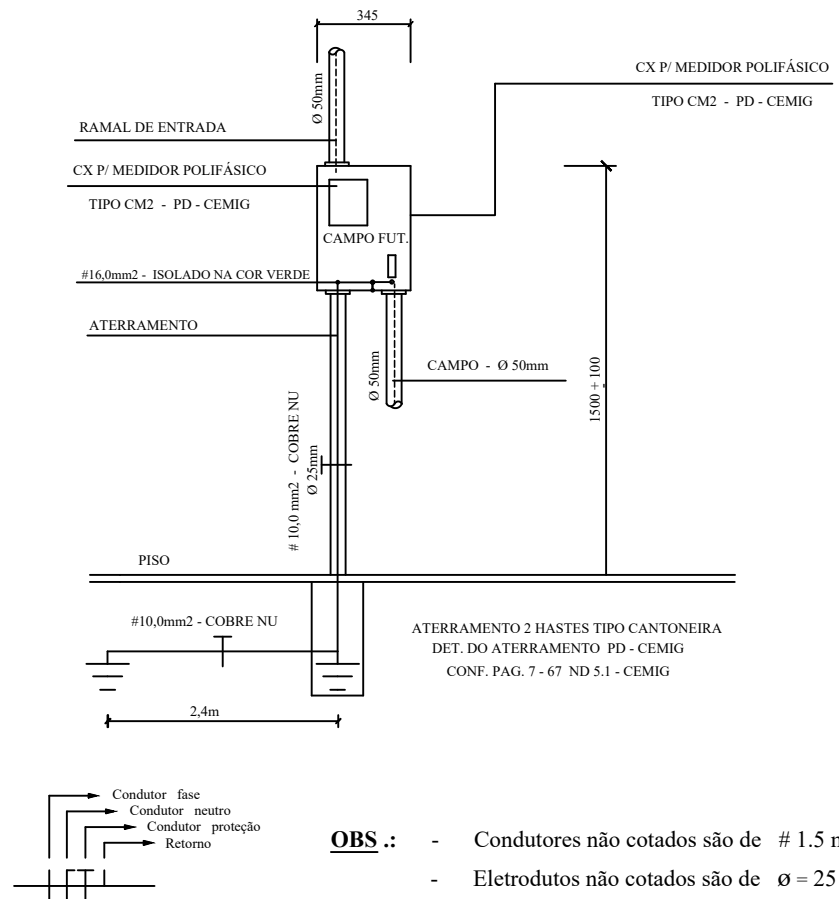 345
CX P/ MEDIDOR POLIFÁSICO
TIPO CM2 - PD - CEMIG
Ø 50mm
RAMAL DE ENTRADA
CX P/ MEDIDOR POLIFÁSICO
TIPO CM2 - PD - CEMIG
CAMPO FUT.
#16,0mm2 - ISOLADO NA COR VERDE
ATERRAMENTO
Ø 50mm
CAMPO - Ø 50mm
1500 + 100
# 10,0 mm2 - COBRE NU
Ø 25mm
PISO
#10,0mm2 - COBRE NU
ATERRAMENTO 2 HASTES TIPO CANTONEIRA
DET. DO ATERRAMENTO PD - CEMIG
CONF. PAG. 7 - 67 ND 5.1 - CEMIG
2,4m
Condutor fase
Condutor neutro
Condutor proteção
Retorno
OBS .: - Condutores não cotados são de # 1.5
- Eletrodutos não cotados são de ø = 25